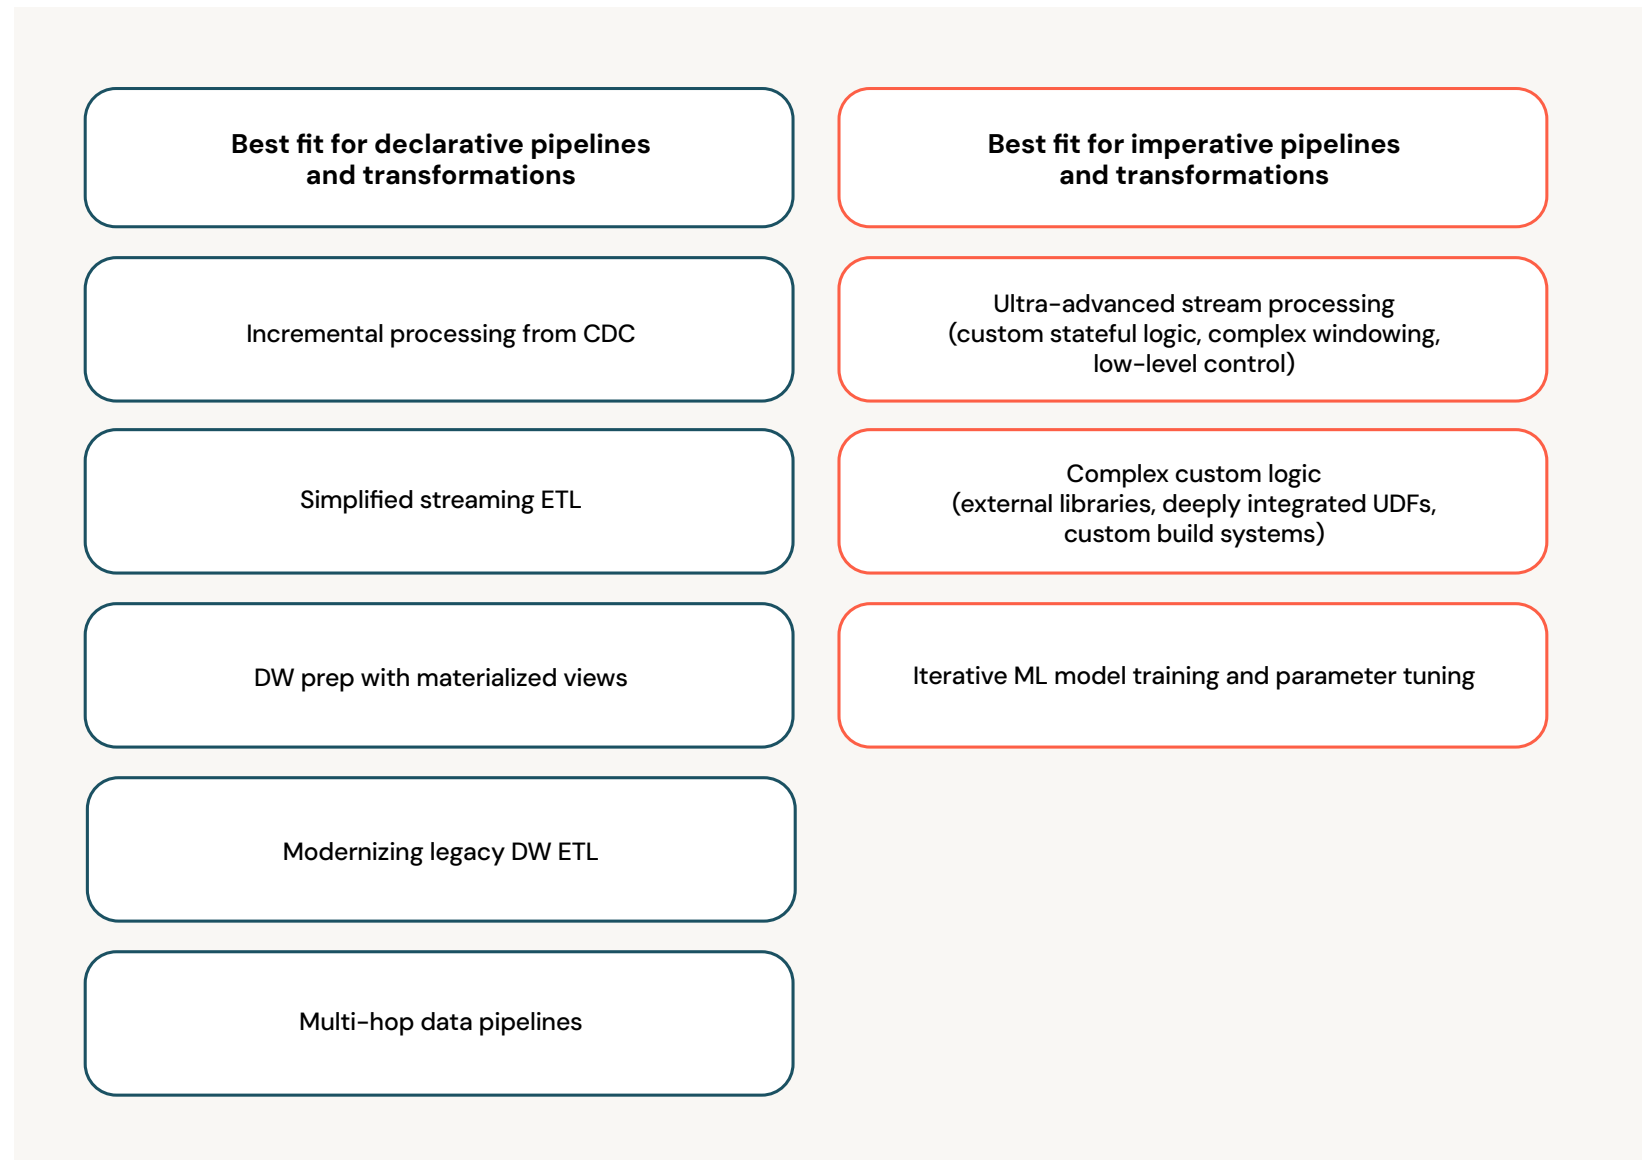 Best fit for declarative pipelines
and transformations
Incremental processing from CDC
Simplified streaming ETL
DW prep with materialized views
Modernizing legacy DW ETL
Multi-hop data pipelines
Best fit for imperative pipelines
and transformations
Ultra-advanced stream processing
(custom stateful logic, complex windowing,
low-level control)
Complex custom logic
(external libraries, deeply integrated UDFs,
custom build systems)
Iterative ML model training and parameter tuning